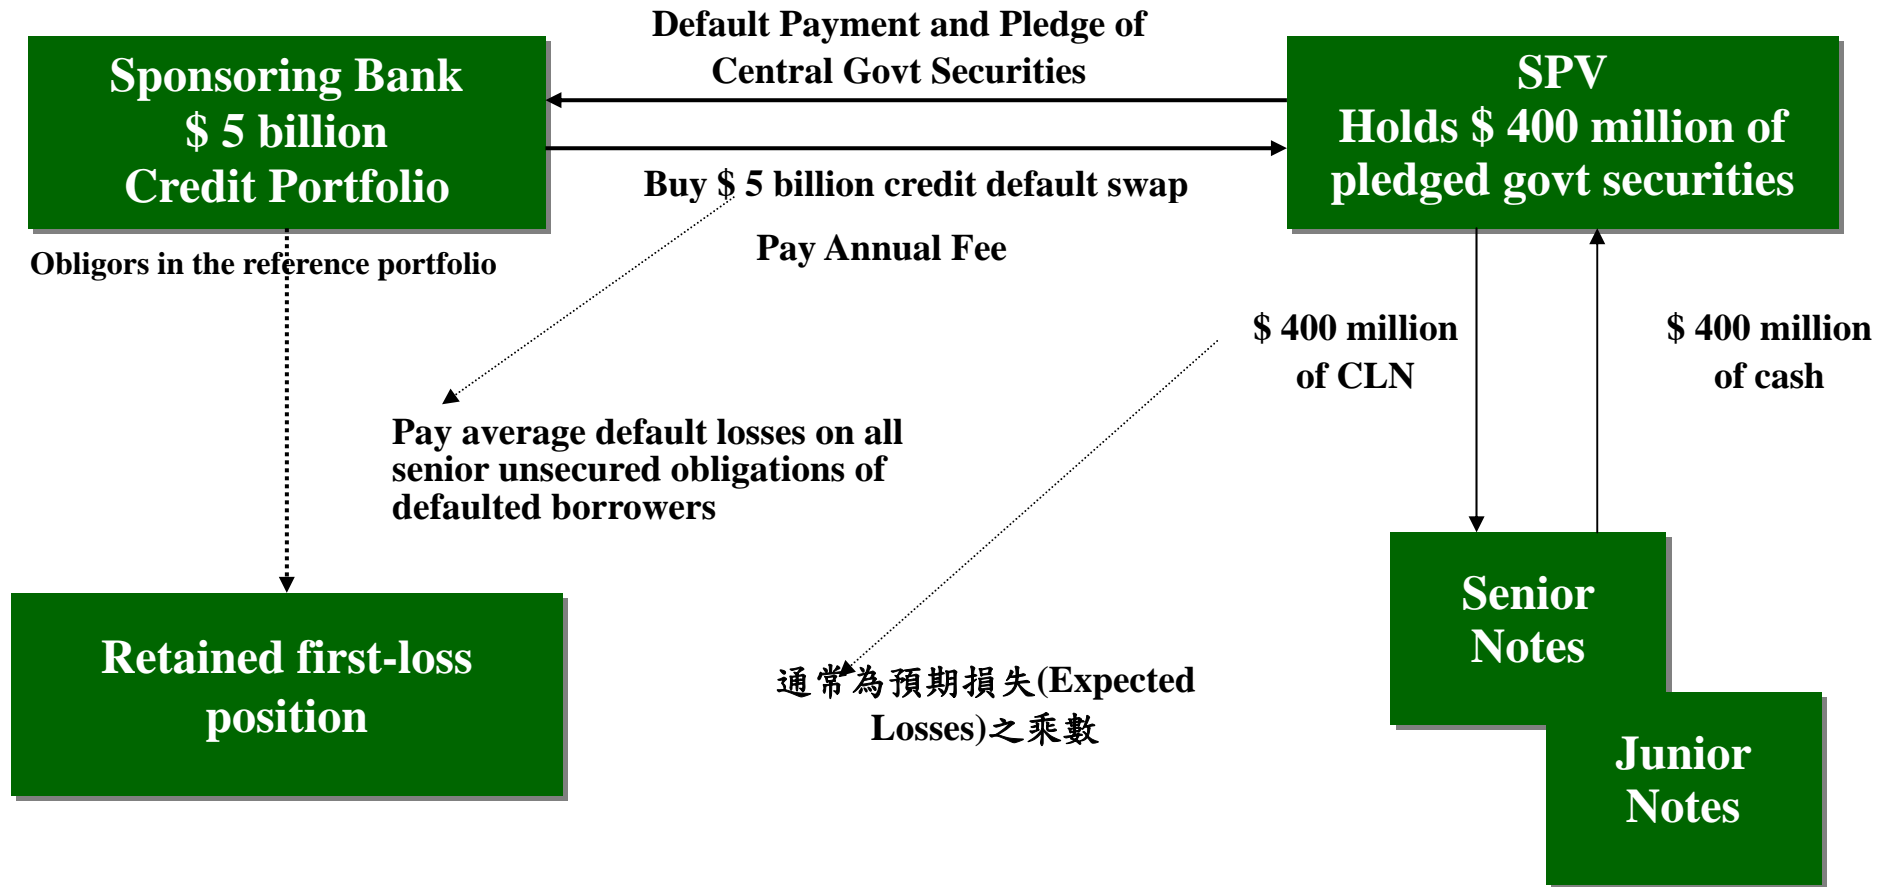 Default Payment and Pledge of
Central Govt Securities
Sponsoring Bank
$ 5 billion
Credit Portfolio
SPV
Holds $ 400 million of
pledged govt securities
Buy $ 5 billion credit default swap
Pay Annual Fee
Obligors in the reference portfolio
$ 400 million
of CLN
$ 400 million
of cash
Pay average default losses on all
senior unsecured obligations of
defaulted borrowers
Retained first-loss
position
通常為預期損失(Expected
Losses)之乘數
Senior
Notes
Junior
Notes